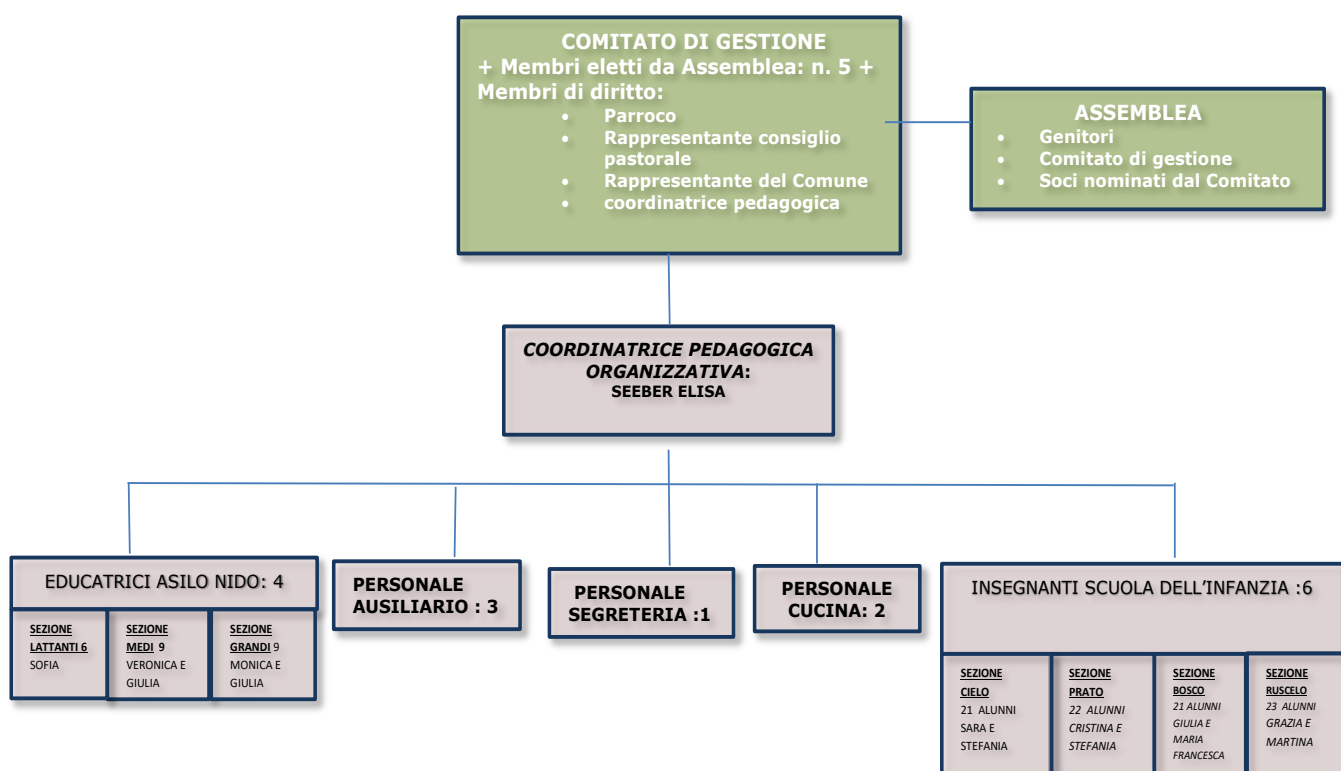 COMITATO DI GESTIONE
+ Membri eletti da Assemblea: n. 5 +
Membri di diritto:
• Parroco
• Rappresentante consiglio
pastorale
• Rappresentante del Comune
• coordinatrice pedagogica
ASSEMBLEA
• Genitori
• Comitato di gestione
• Soci nominati dal Comitato
COORDINATRICE PEDAGOGICA
ORGANIZZATIVA:
SEEBER ELISA
EDUCATRICI ASILO NIDO: 4
SEZIONE
LATTANTI 6
SOFIA
SEZIONE
MEDI 9
VERONICA E
GIULIA
SEZIONE
GRANDI 9
MONICA E
GIULIA
PERSONALE
AUSILIARIO : 3
PERSONALE
SEGRETERIA :1
PERSONALE
CUCINA: 2
INSEGNANTI SCUOLA DELL'INFANZIA :6
SEZIONE
CIELO
21 ALUNNI
SARA E
STEFANIA
SEZIONE
PRATO
22 ALUNNI
CRISTINA E
STEFANIA
SEZIONE
BOSCO
21 ALUNNI
GIULIA E
MARIA
FRANCESCA
SEZIONE
RUSCELO
23 ALUNNI
GRAZIA E
MARTINA